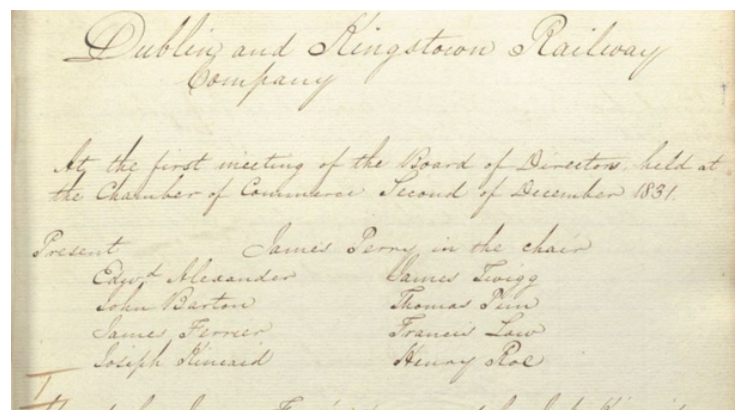 Dublin and Kingstown Railway
Company
At the first meeting of the Board of Directors held at
the Chamber of Commerce Second of December 1831.
Present James Perry in the chair
Edwd Alexander James Twigg
John Barton Thomas Pim
James Ferrier Francis Low
Joseph Kincaid Henry Roe